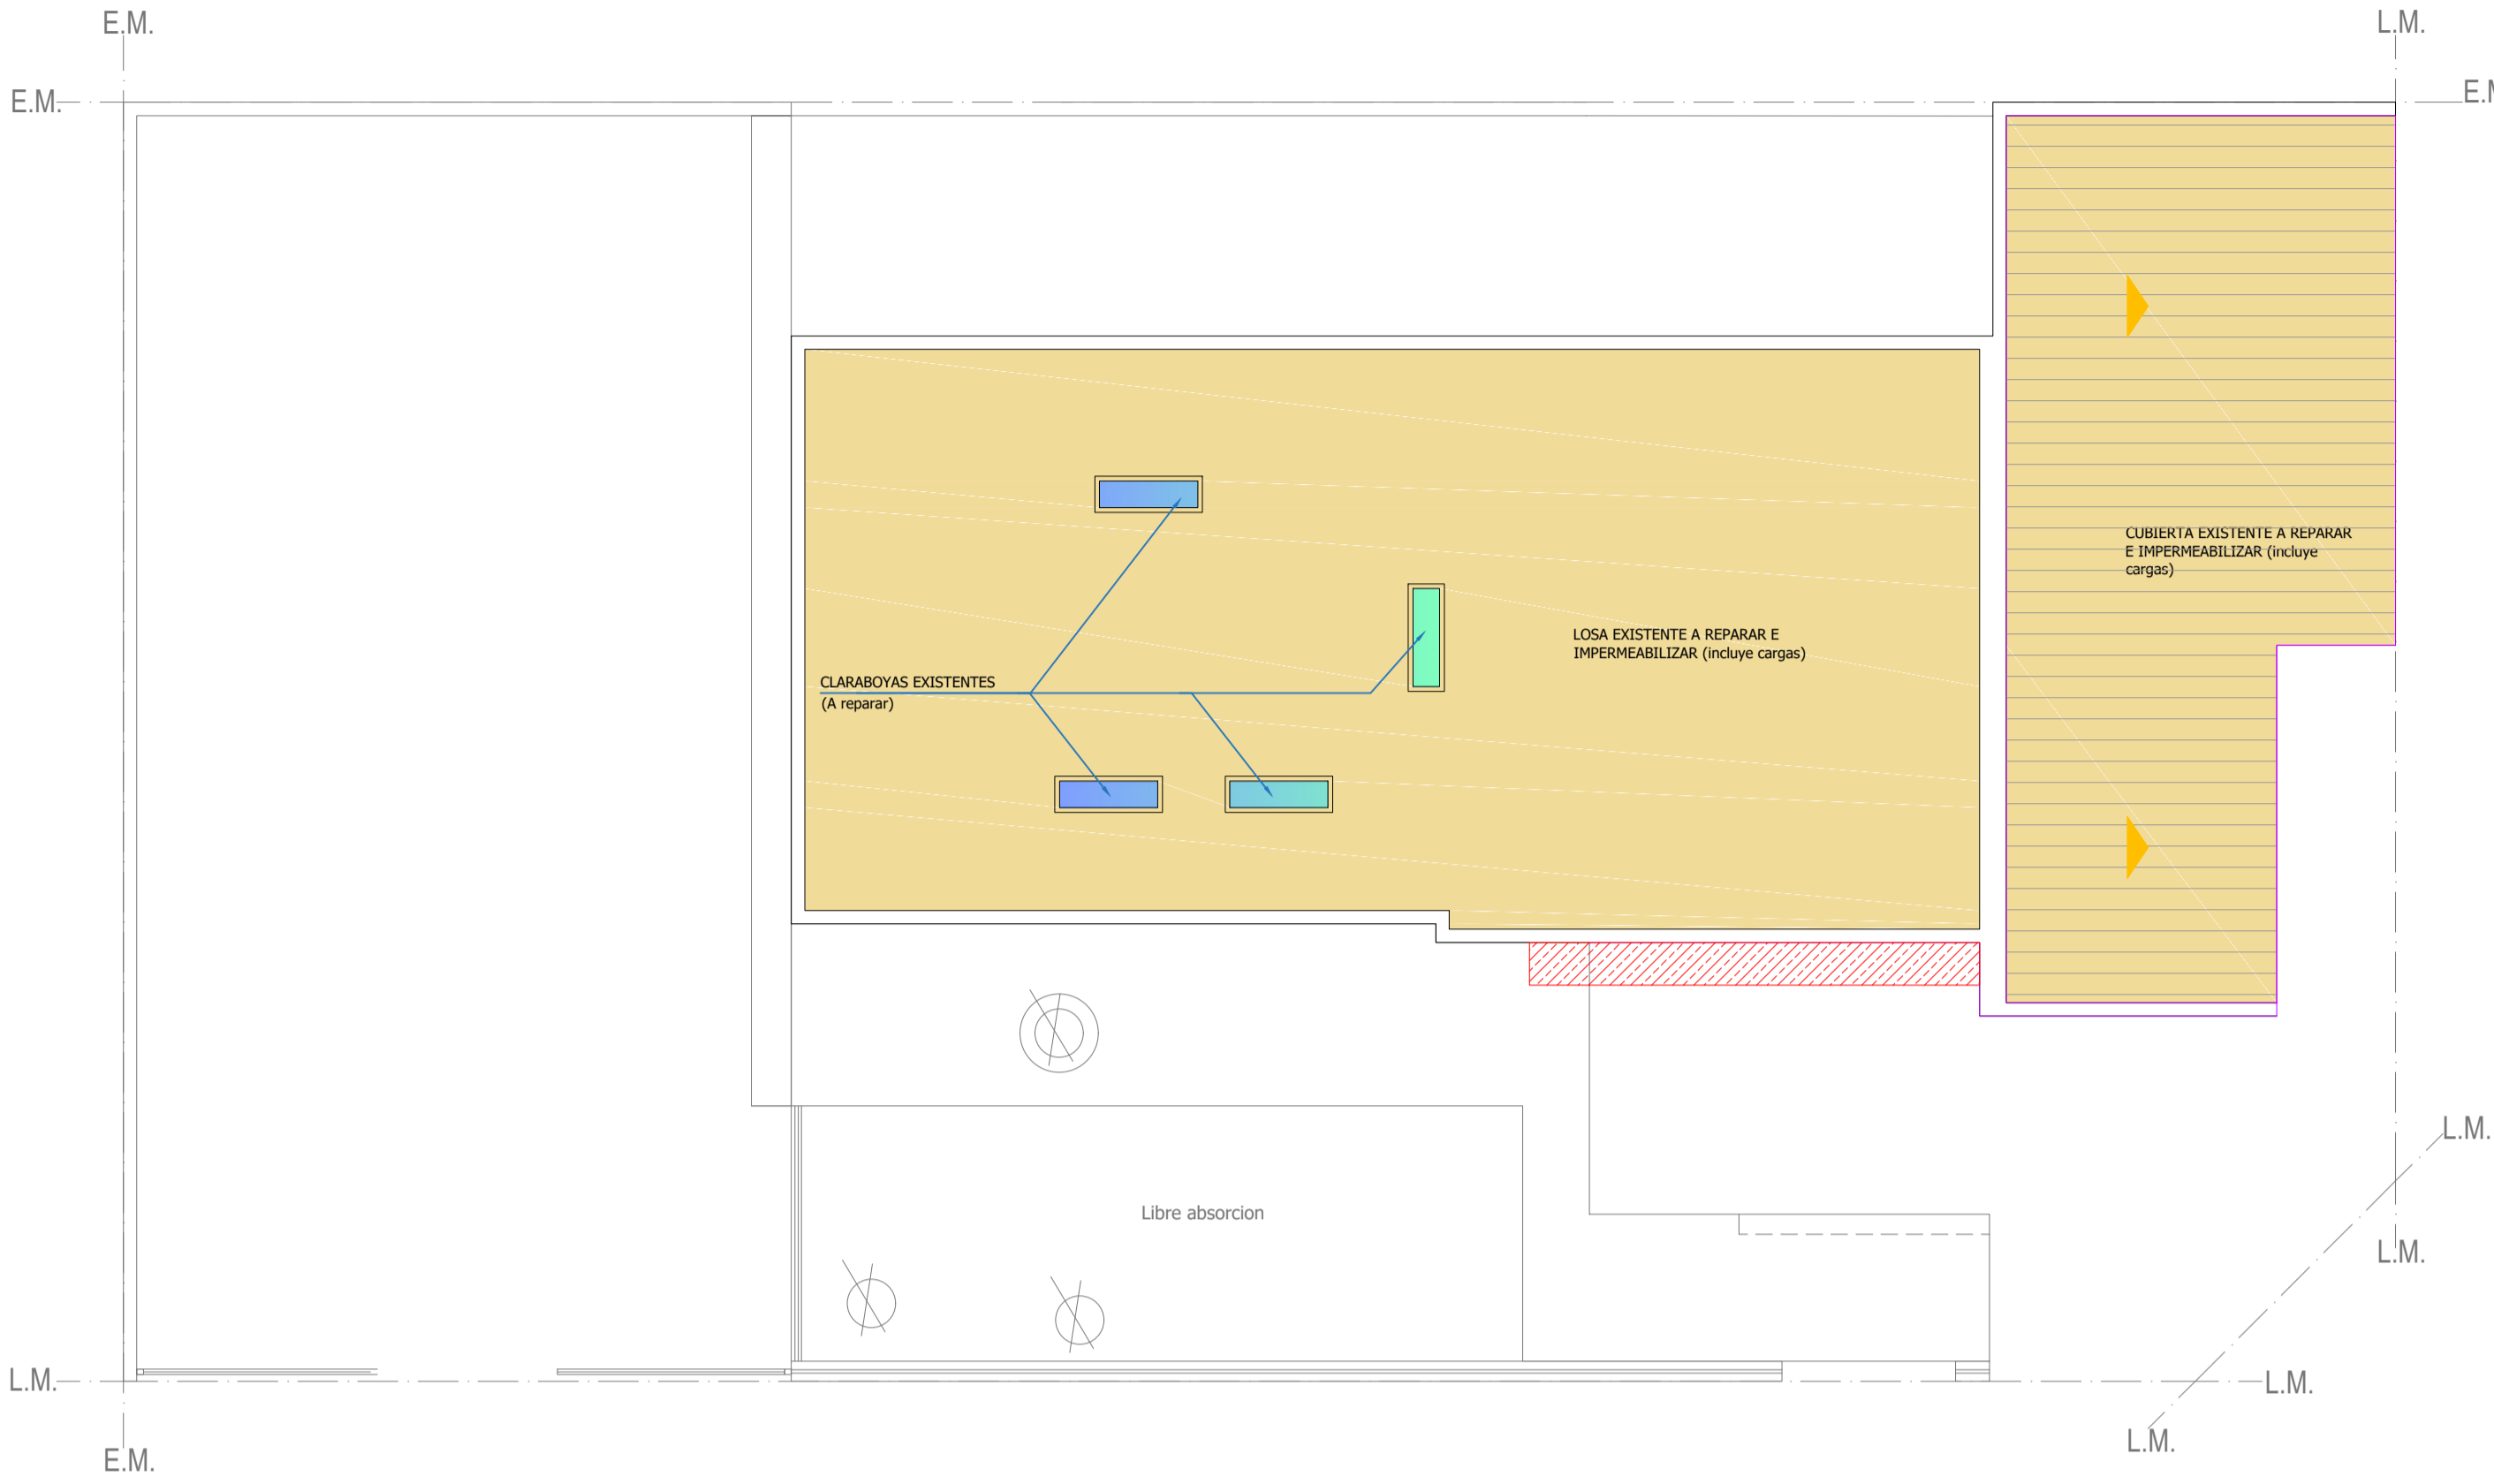 E.M.
L.M.
E.M.
E.M
CUBIERTA EXISTENTE A REPARAR
E IMPERMEABILIZAR (incluye
cargas)
LOSA EXISTENTE A REPARAR E
IMPERMEABILIZAR (incluye cargas)
CLARABOYAS EXISTENTES
(A reparar)
L.M.
Libre absorcion
L.M.
L.M.
L.M.
L.M.
E.M.